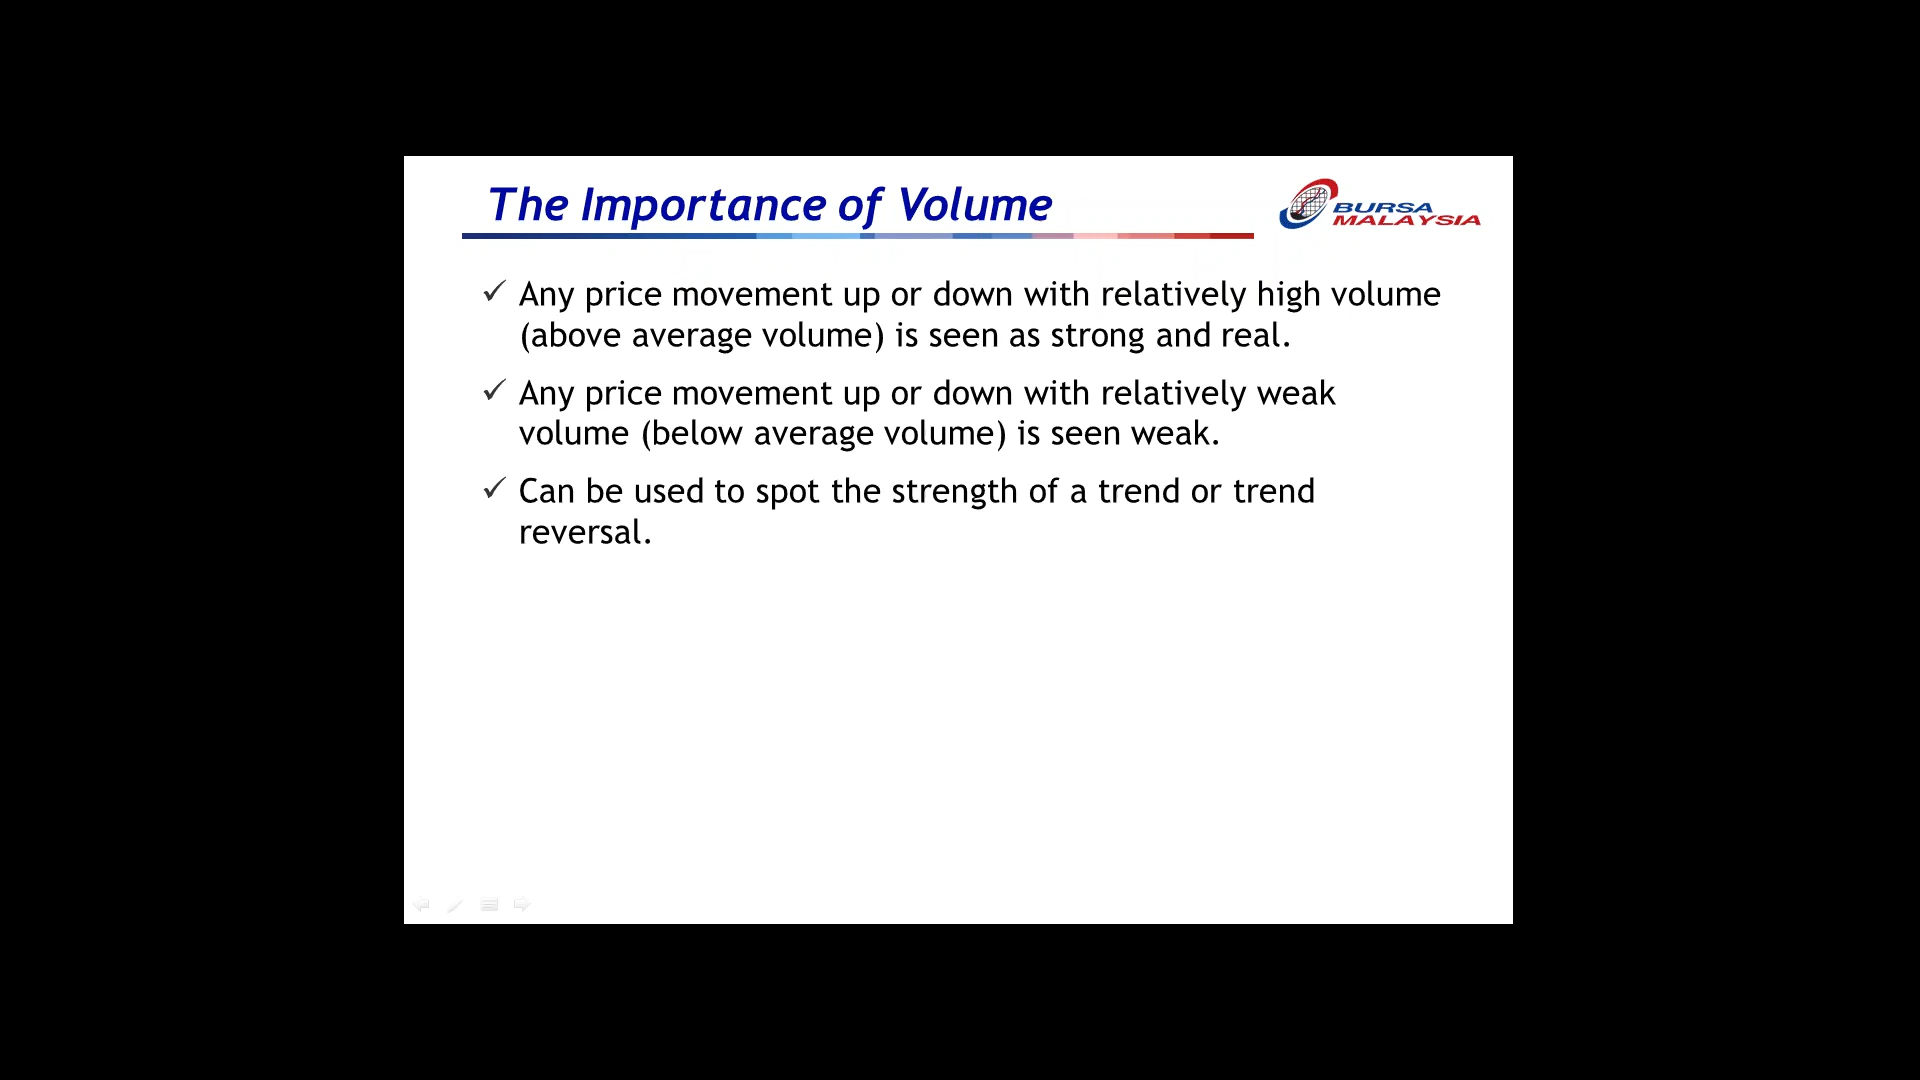 The Importance of Volume
BURSA
MALAYSIA
✓ Any price movement up or down with relatively high volume
(above average volume) is seen as strong and real.
✓ Any price movement up or down with relatively weak
volume (below average volume) is seen weak.
✓ Can be used to spot the strength of a trend or trend
reversal.